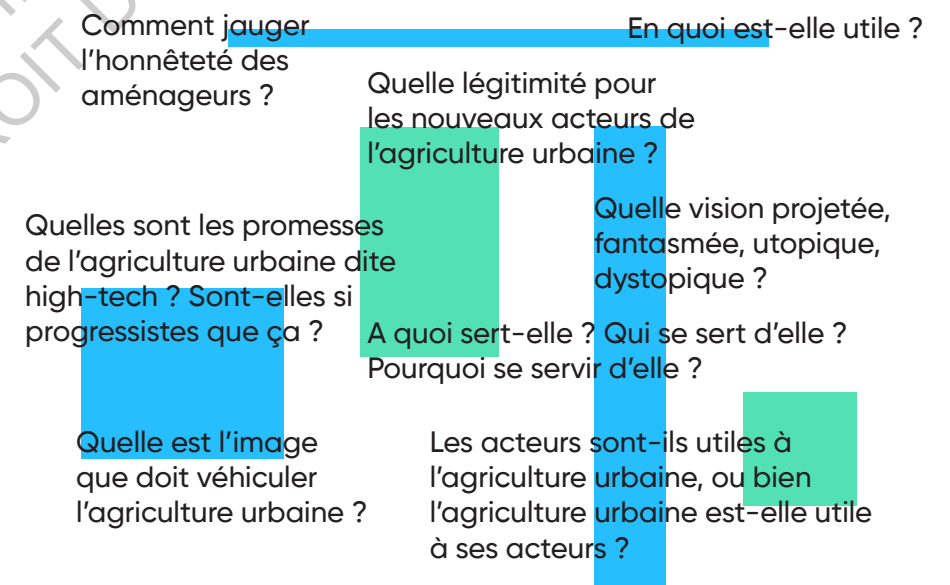 Comment jauger
l'honnêteté des
aménageurs ?
En quoi est-elle utile ?
Quelle légitimité pour
les nouveaux acteurs de
l'agriculture urbaine ?
Quelles sont les promesses
de l'agriculture urbaine dite
high-tech ? Sont-elles si
progressistes que ça ?
Quelle vision projetée,
fantasmée, utopique,
dystopique ?
A quoi sert-elle ? Qui se sert d'elle ?
Pourquoi se servir d'elle ?
Quelle est l'image
que doit véhiculer
l'agriculture urbaine ?
Les acteurs sont-ils utiles à
l'agriculture urbaine, ou bien
l'agriculture urbaine est-elle utile
à ses acteurs ?